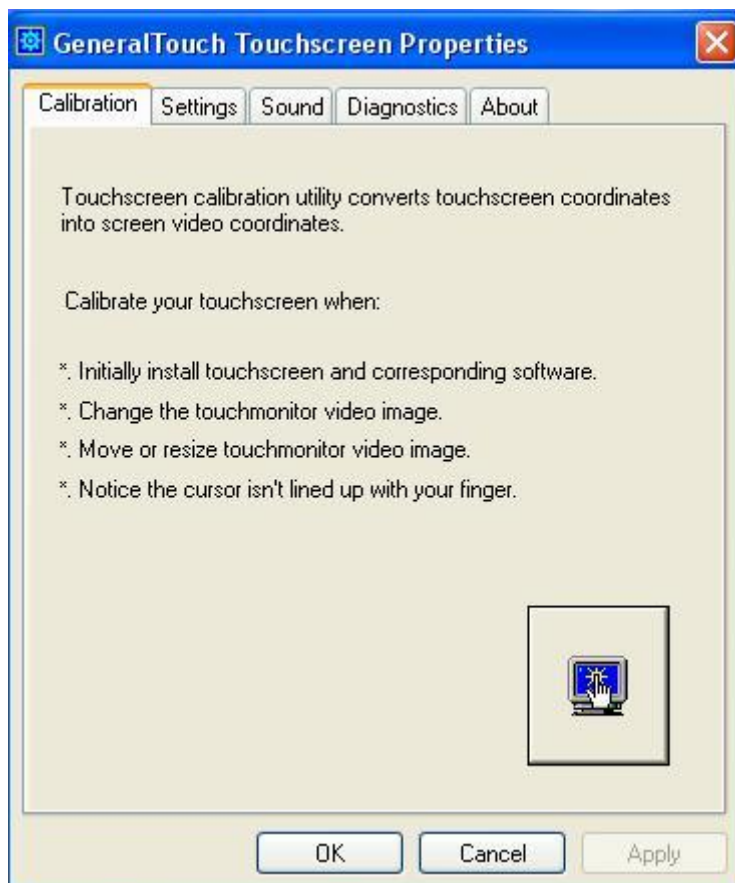 GeneralTouch Touchscreen Properties
Calibration Settings Sound Diagnostics About
Touchscreen calibration utility converts touchscreen coordinates
into screen video coordinates.
Calibrate your touchscreen when:
*. Initially install touchscreen and corresponding software.
*. Change the touchmonitor video image.
*. Move or resize touchmonitor video image.
*. Notice the cursor isn't lined up with your finger.
OK Cancel Apply